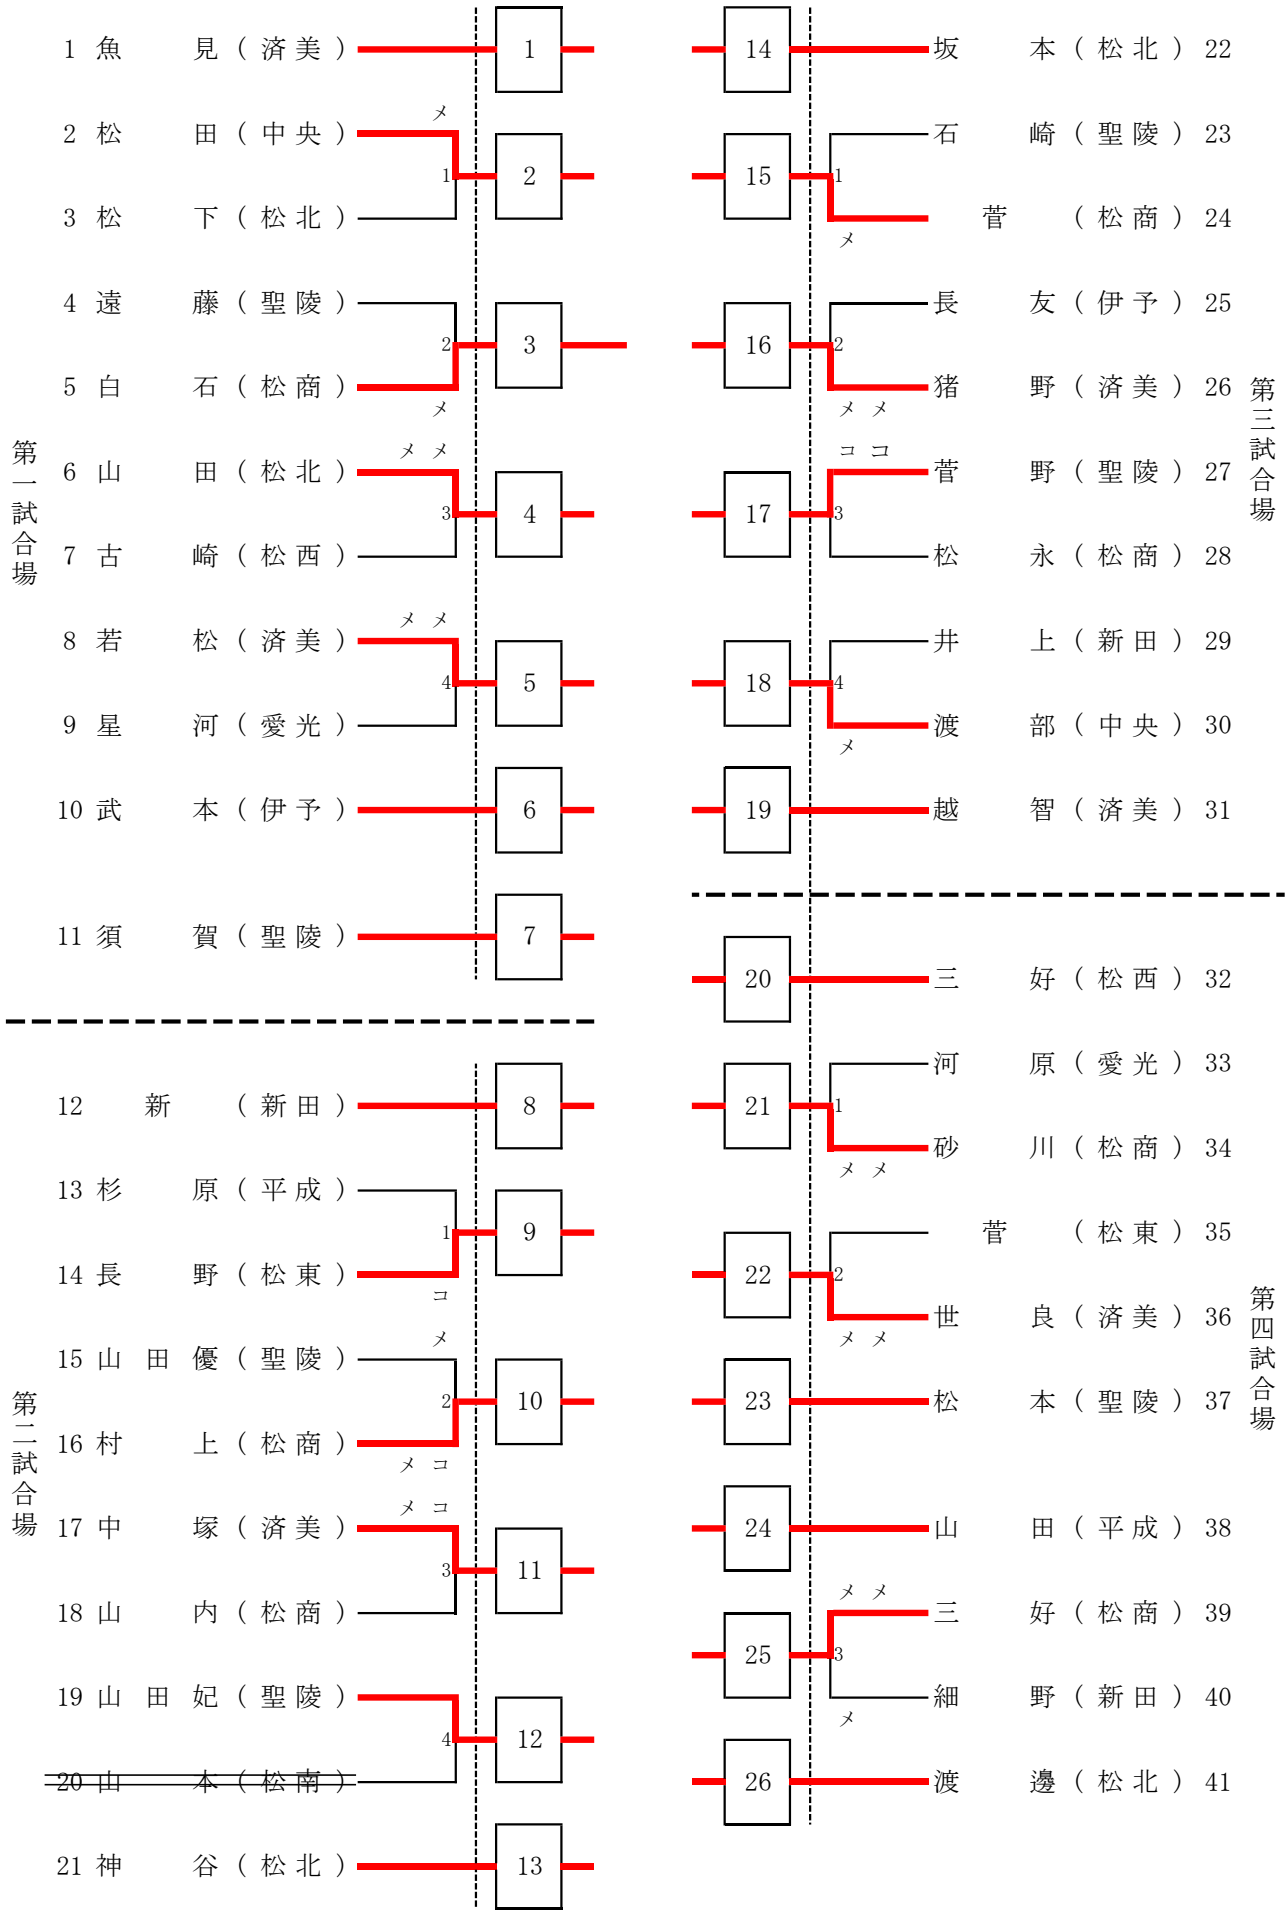 第一試合場
1 魚見(済美) 1
メ
2 松田(中央)
1 2
3 松下(松北)
4 遠藤(聖陵)
2 3
5 白石(松商)
メ
メメ
6 山田(松北)
3 4
7 古崎(松西)
メメ
8 若松(済美)
4 5
9 星河(愛光)
10 武本(伊予) 6
11 須賀(聖陵) 7
第二試合場
12 新(新田) 8
13 杉原(平成)
1 9
14 長野(松東)
コ
メ
15 山田優(聖陵)
2 10
16 村上(松商)
メコ
メコ
17 中塚(済美)
3 11
18 山内(松商)
19 山田妃(聖陵)
4 12
20 山本(松南)
21 神谷(松北) 13
第三試合場
14 坂本(松北) 22
石崎(聖陵) 23
15 1
菅(松商) 24
メ
長友(伊予) 25
16 2
猪野(済美) 26
メメ
ココ
菅野(聖陵) 27
17 3
松永(松商) 28
井上(新田) 29
18 4
渡部(中央) 30
メ
19 越智(済美) 31
第四試合場
20 三好(松西) 32
河原(愛光) 33
21 1
砂川(松商) 34
メメ
菅(松東) 35
22 2
世良(済美) 36
メメ
23 松本(聖陵) 37
24 山田(平成) 38
メメ
三好(松商) 39
25 3
細野(新田) 40
メ
26 渡邊(松北) 41